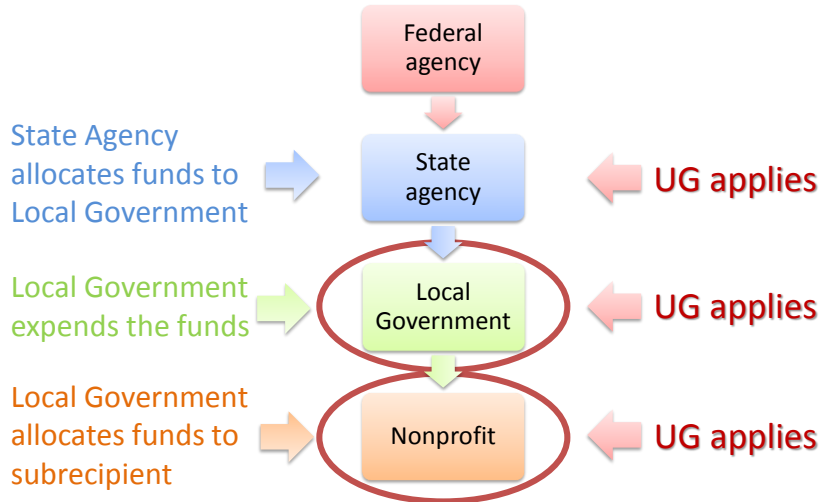 Federal
agency
State Agency
allocates funds to
Local Government
State
agency
UG applies
Local Government
expends the funds
Local
Government
UG applies
Local Government
allocates funds to
subrecipient
Nonprofit
UG applies